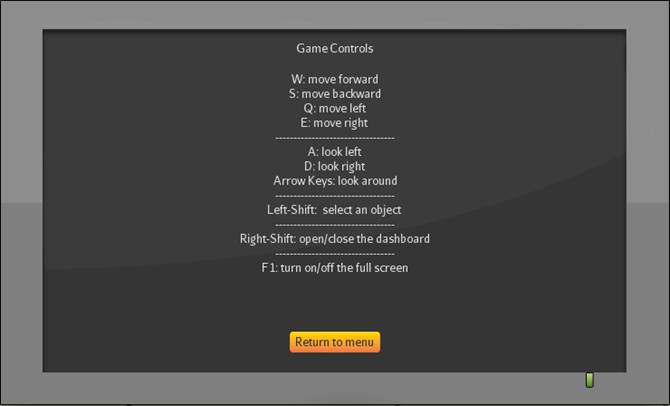 Game Controls
W: move forward
S: move backward
Q: move left
E: move right
---------------------------------
A: look left
D: look right
Arrow Keys: look around
---------------------------------
Left-Shift:  select an object
---------------------------------
Right-Shift: open/close the dashboard
---------------------------------
F1: turn on/off the full screen
Return to menu